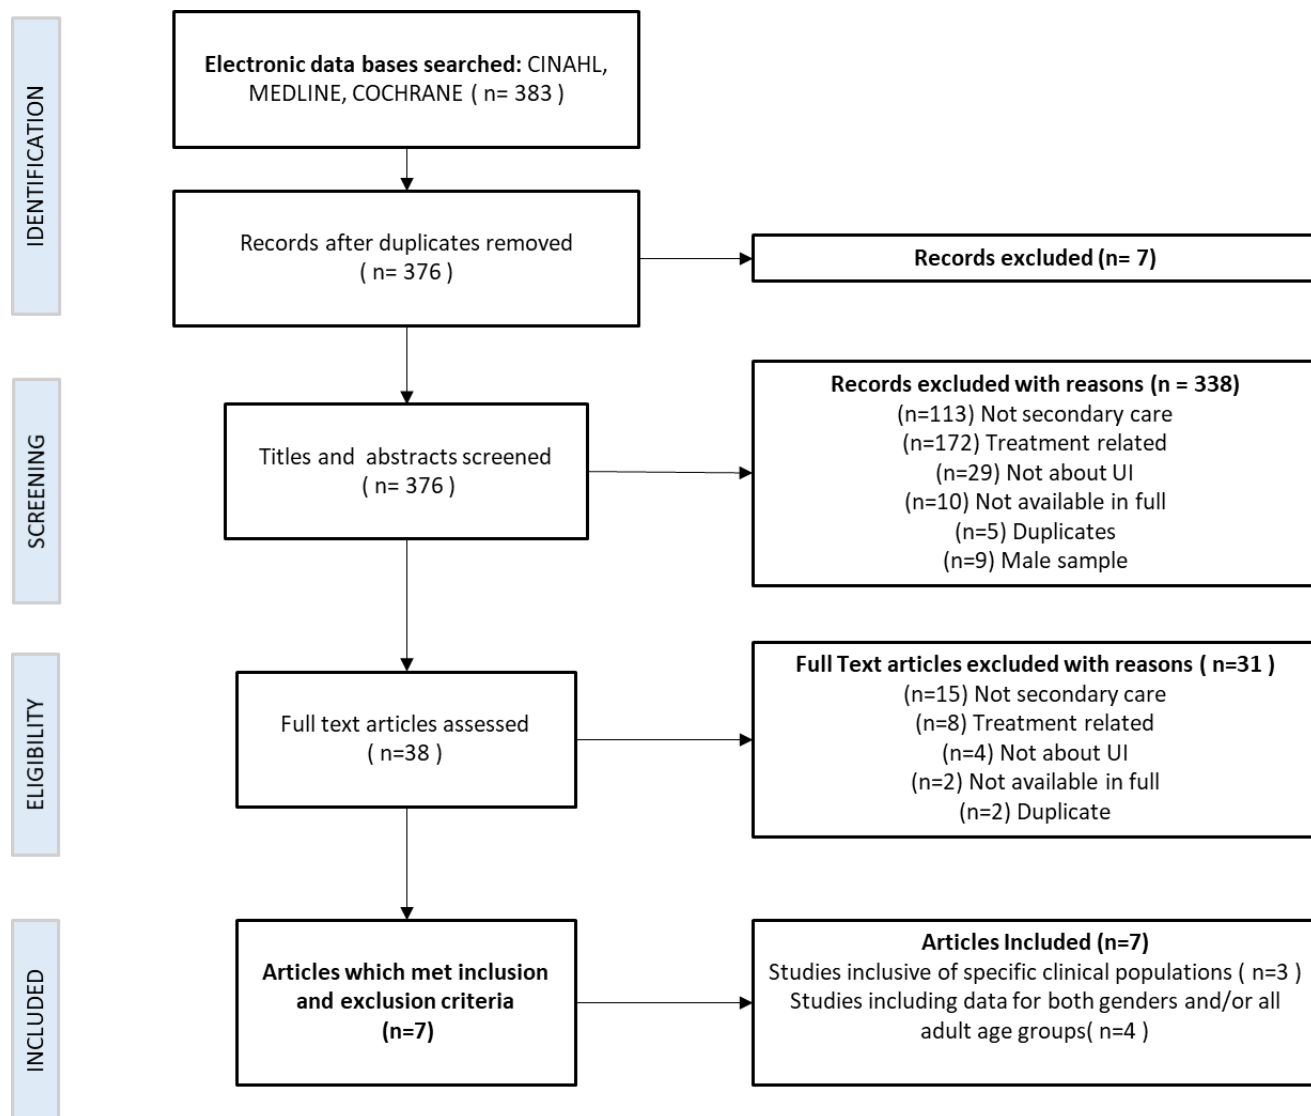 IDENTIFICATION
Electronic data bases searched: CINAHL,
MEDLINE, COCHRANE ( n= 383 )
Records after duplicates removed
( n= 376 )
Records excluded (n= 7)
SCREENING
Titles and abstracts screened
( n= 376 )
Records excluded with reasons (n = 338)
(n=113) Not secondary care
(n=172) Treatment related
(n=29) Not about UI
(n=10) Not available in full
(n=5) Duplicates
(n=9) Male sample
ELIGIBILITY
Full text articles assessed
( n=38 )
Full Text articles excluded with reasons ( n=31 )
(n=15) Not secondary care
(n=8) Treatment related
(n=4) Not about UI
(n=2) Not available in full
(n=2) Duplicate
INCLUDED
Articles which met inclusion
and exclusion criteria
(n=7)
Articles Included (n=7)
Studies inclusive of specific clinical populations ( n=3 )
Studies including data for both genders and/or all
adult age groups( n=4 )